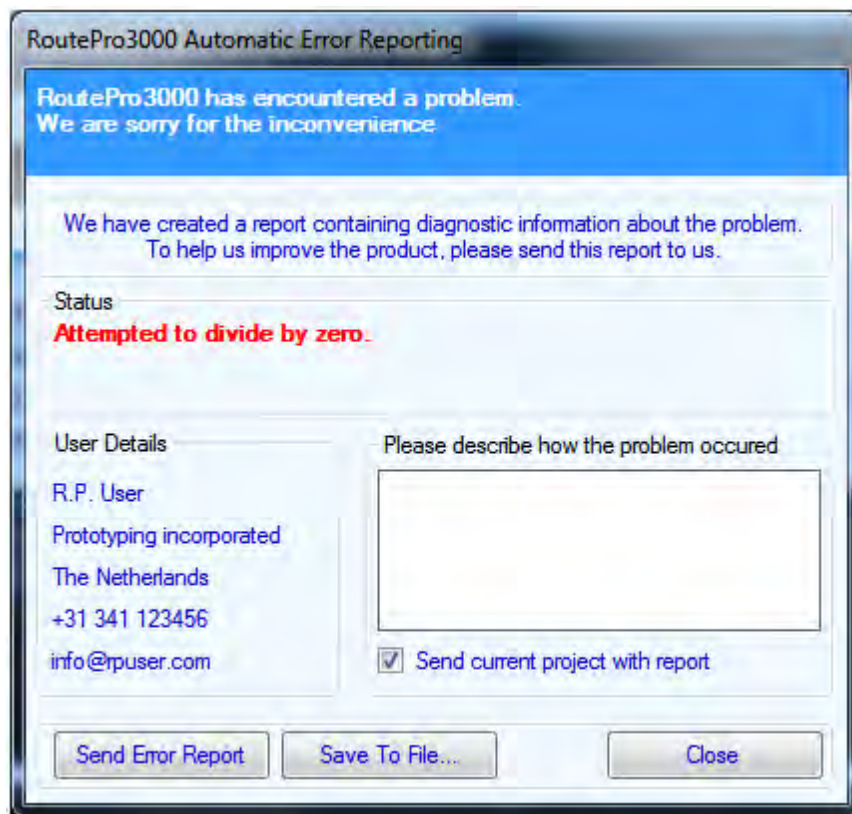 RoutePro3000 Automatic Error Reporting
RoutePro3000 has encountered a problem.
We are sorry for the inconvenience
We have created a report containing diagnostic information about the problem.
To help us improve the product, please send this report to us.
Status
Attempted to divide by zero.
User Details
R.P. User
Prototyping incorporated
The Netherlands
+31 341 123456
info@rpuser.com
Please describe how the problem occured
Send current project with report
Send Error Report
Save To File...
Close